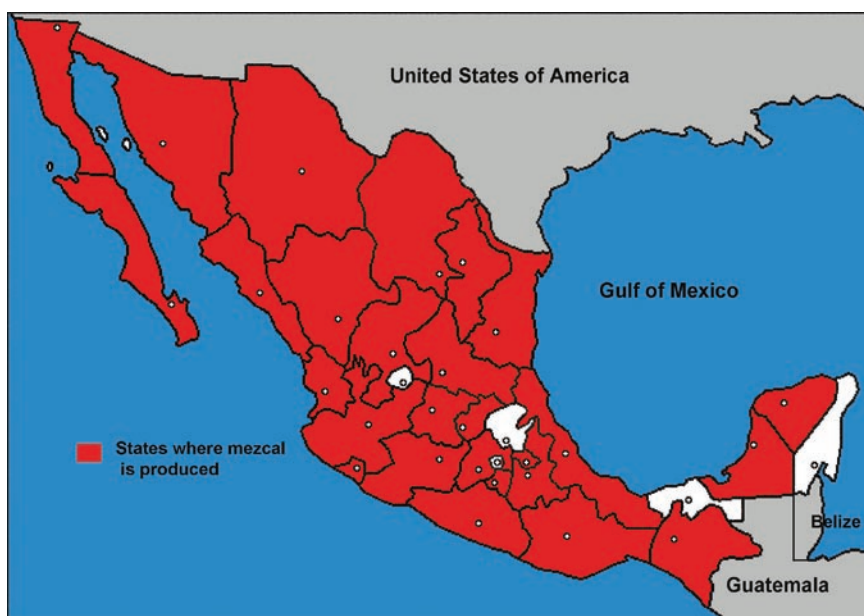 United States of America
Gulf of Mexico
States where mezcal
is produced
Belize
Guatemala